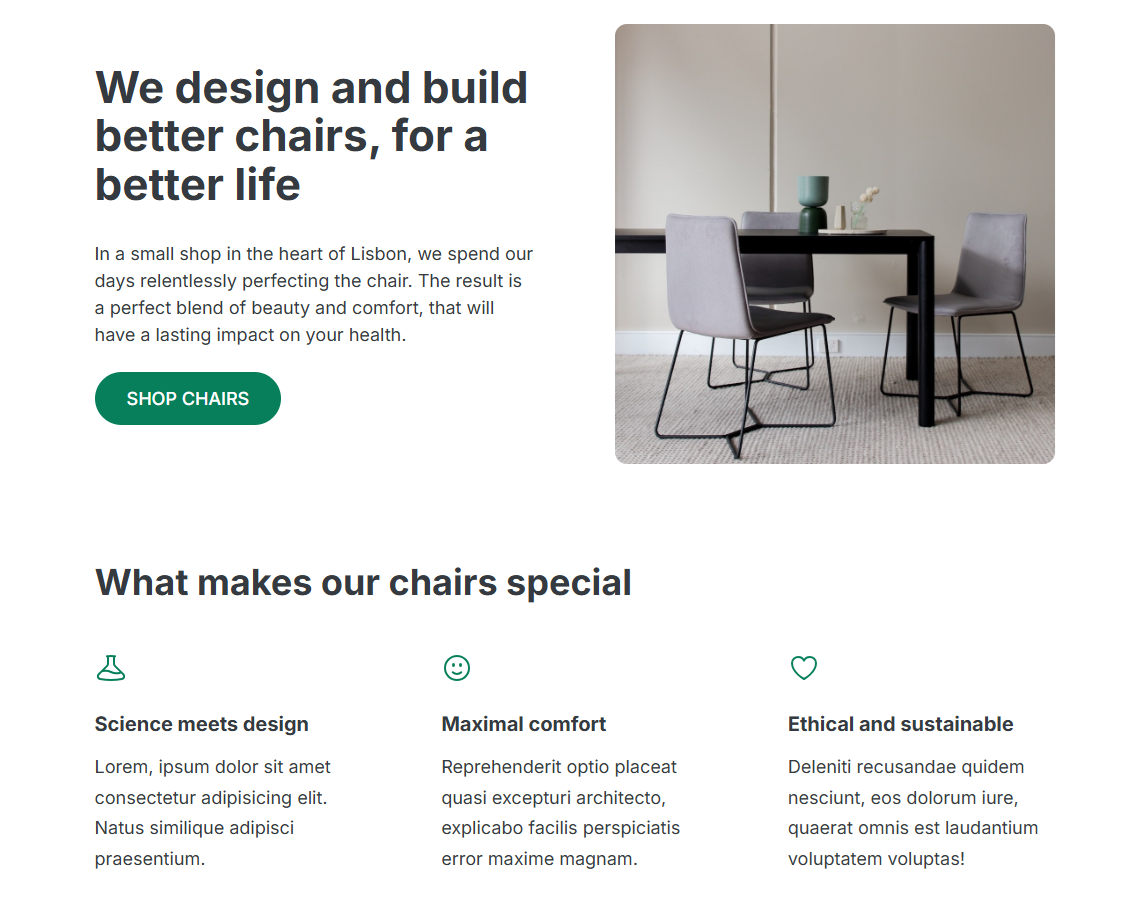 We design and build
better chairs, for a
better life
In a small shop in the heart of Lisbon, we spend our
days relentlessly perfecting the chair. The result is
a perfect blend of beauty and comfort, that will
have a lasting impact on your health.
SHOP CHAIRS
What makes our chairs special
Science meets design
Lorem, ipsum dolor sit amet
consectetur adipisicing elit.
Natus similique adipisci
praesentium.
Maximal comfort
Reprehenderit optio placeat
quasi excepturi architecto,
explicabo facilis perspiciatis
error maxime magnam.
Ethical and sustainable
Deleniti recusandae quidem
nesciunt, eos dolorum iure,
quaerat omnis est laudantium
voluptatem voluptas!